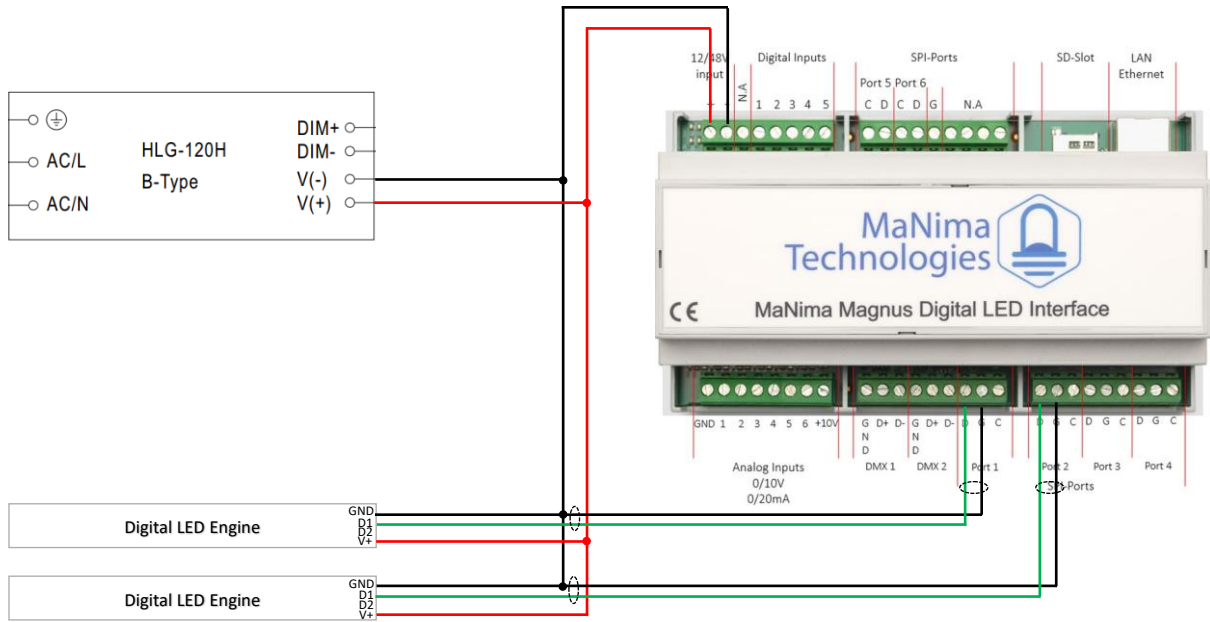 12/48V
input
N.A
Digital Inputs
SPI-Ports
SD-Slot
LAN
Ethernet
Port 5 Port 6
+ - 1 2 3 4 5
C D C D G N.A
AC/L
AC/N
HLG-120H
B-Type
DIM+
DIM-
V(-)
V(+)
MaNima
Technologies
CE
MaNima Magnus Digital LED Interface
GND 1 2 3 4 5 6 +10V
GND D+ D- GND D+ D- D G C
D G C D G C D G C
Analog Inputs
0/10V
0/20mA
DMX 1 DMX 2 Port 1
Port 2 Port 3 Port 4
SPI-Ports
Digital LED Engine
GND
D1
D2
V+
Digital LED Engine
GND
D1
D2
V+